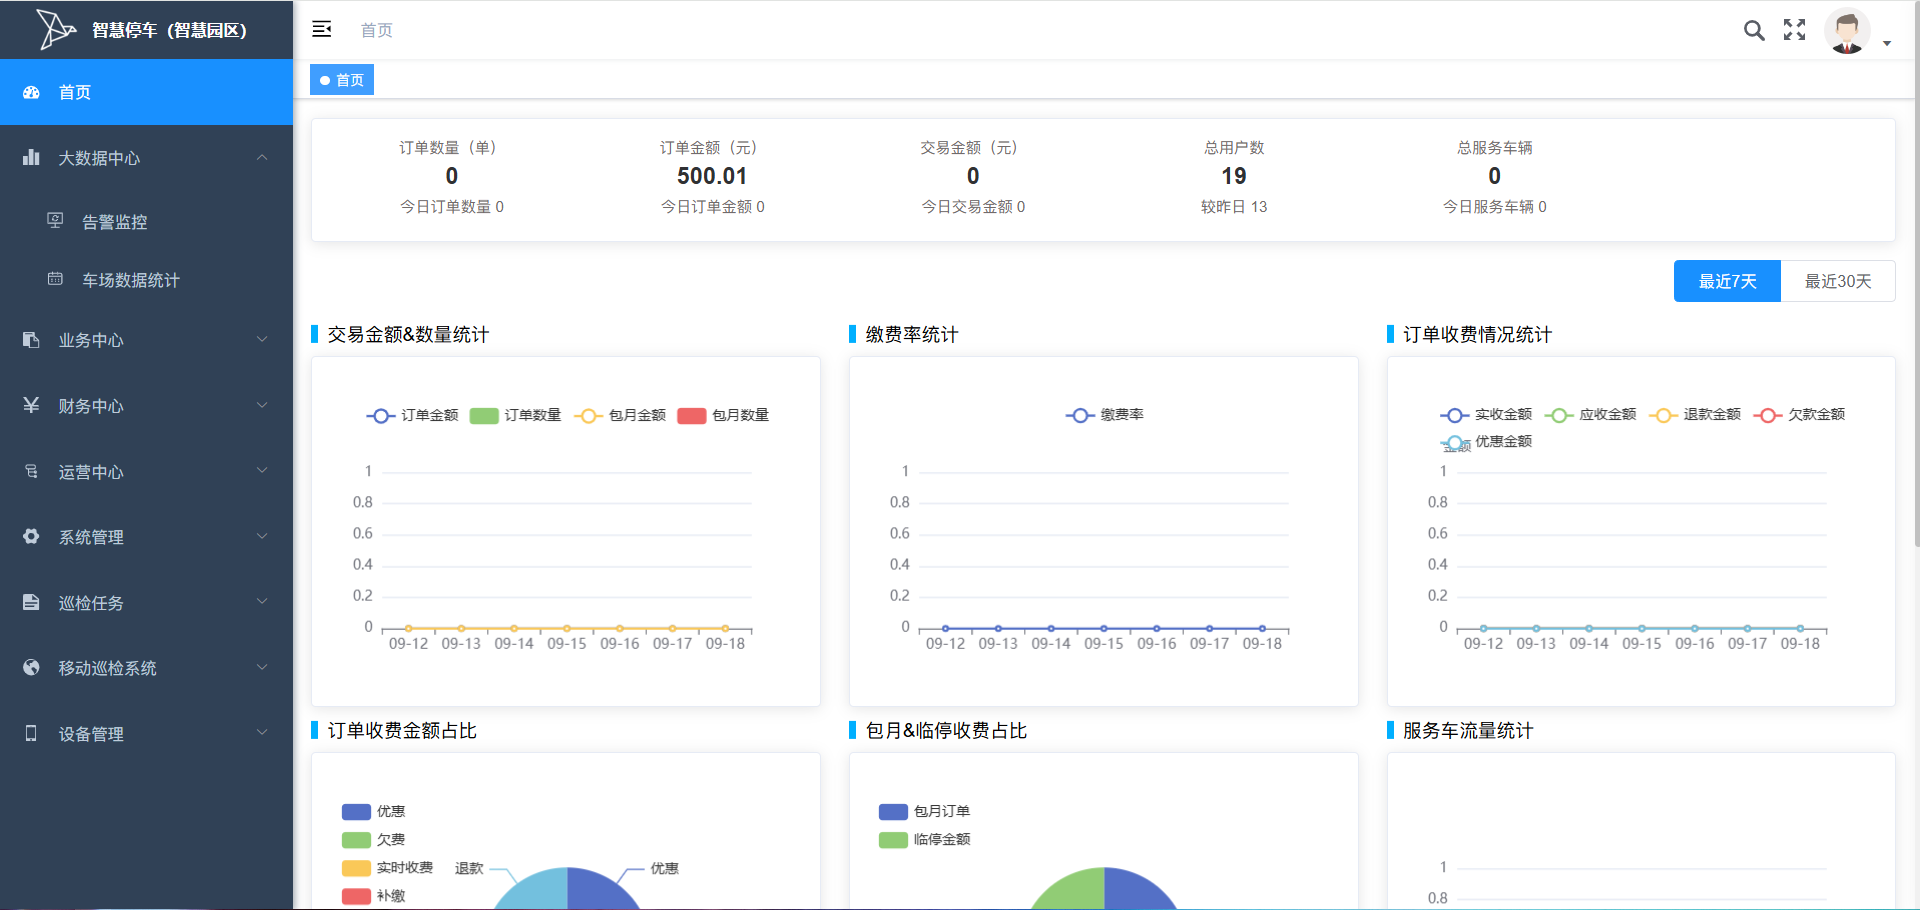 智慧停车（智慧园区）
首页
大数据中心
告警监控
车场数据统计
业务中心
财务中心
运营中心
系统管理
巡检任务
移动巡检系统
设备管理
首页
首页
订单数量（单）
0
今日订单数量 0
订单金额（元）
500.01
今日订单金额 0
交易金额（元）
0
今日交易金额 0
总用户数
19
较昨日 13
总服务车辆
0
今日服务车辆 0
最近7天 最近30天
交易金额&数量统计
订单金额 订单数量 包月金额 包月数量
1
0.8
0.6
0.4
0.2
0
09-12 09-13 09-14 09-15 09-16 09-17 09-18
缴费率统计
缴费率
1
0.8
0.6
0.4
0.2
0
09-12 09-13 09-14 09-15 09-16 09-17 09-18
订单收费情况统计
实收金额 应收金额 退款金额 欠款金额
优惠金额
金额
1
0.8
0.6
0.4
0.2
0
09-12 09-13 09-14 09-15 09-16 09-17 09-18
订单收费金额占比
优惠
欠费
实时收费
补缴
退款
优惠
包月&临停收费占比
包月订单
临停金额
服务车流量统计
1
0.8